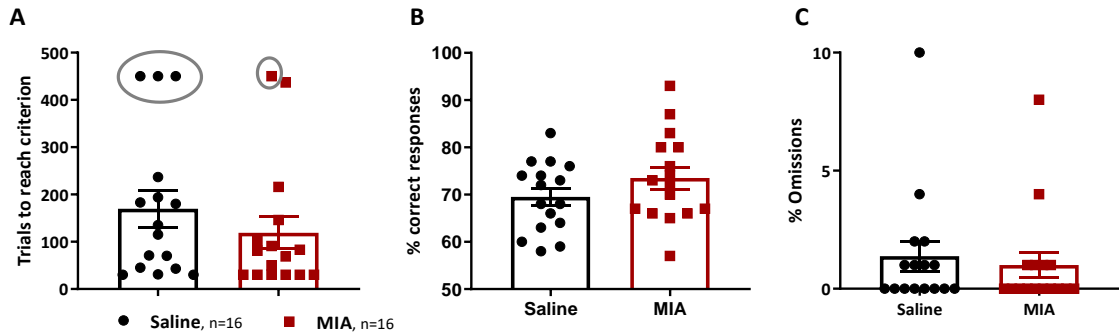 A
Trials to reach criterion
500
400
300
200
100
0
Saline, n=16
MIA, n=16
B
% correct responses
100
90
80
70
60
50
Saline
MIA
C
% Omissions
10
5
0
Saline
MIA